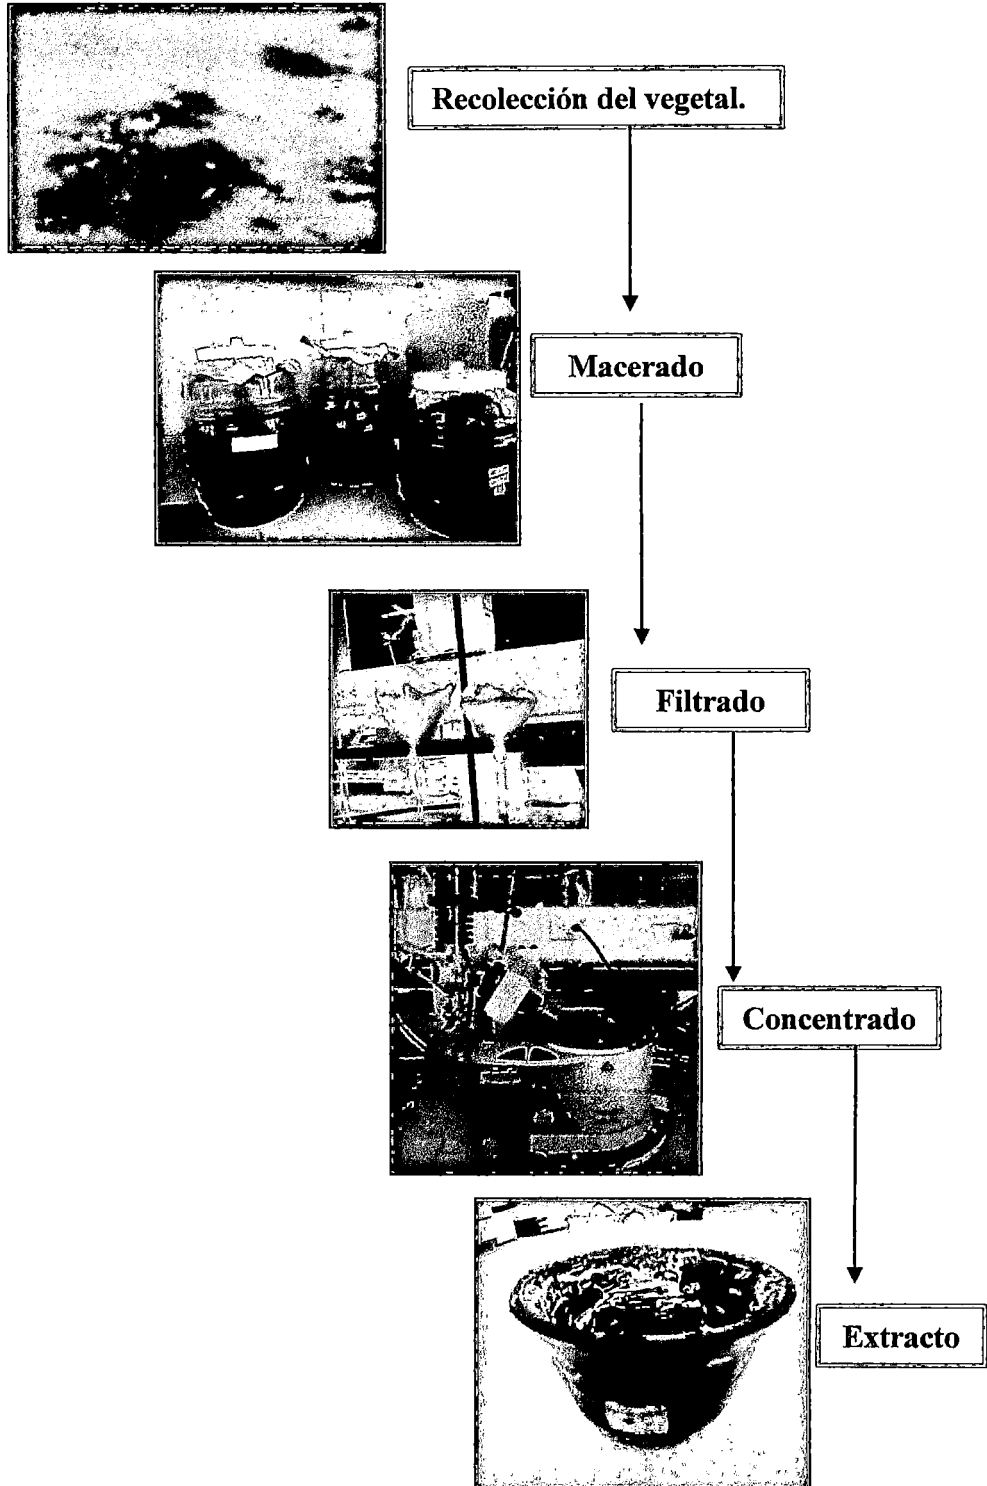 Recolección del vegetal.
Macerado
Filtrado
Concentrado
Extracto